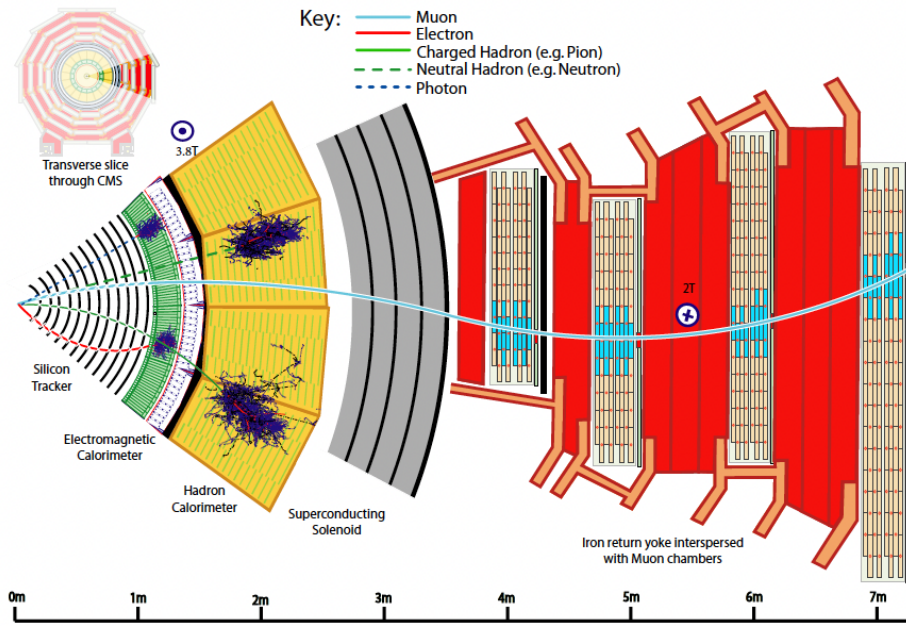 Key:
Muon
Electron
Charged Hadron (e.g. Pion)
Neutral Hadron (e.g. Neutron)
Photon
Transverse slice
through CMS
3.8T
2T
Silicon
Tracker
Electromagnetic
Calorimeter
Hadron
Calorimeter
Superconducting
Solenoid
Iron return yoke interspersed
with Muon chambers
0m 1m 2m 3m 4m 5m 6m 7m